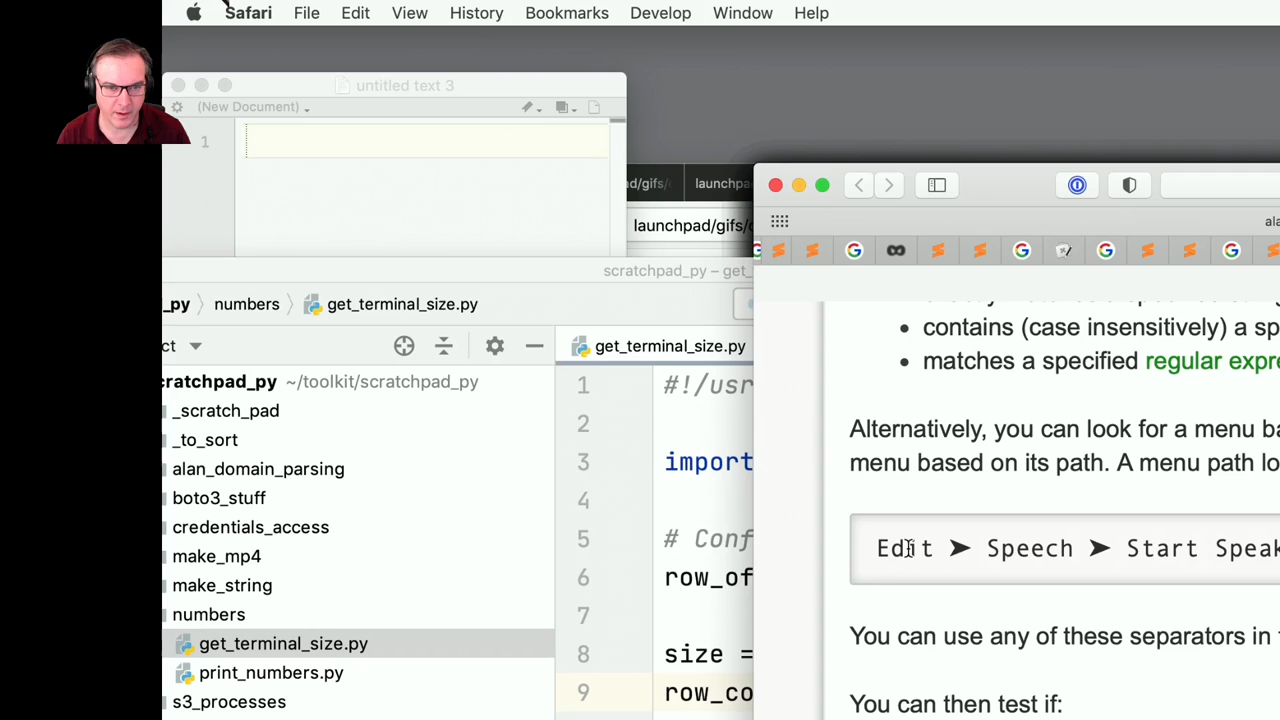 Safari File Edit View History Bookmarks Develop Window Help
untitled text 3
(New Document)
1
launchpad/gifs/
scratchpad_py – get_
_py numbers get_terminal_size.py
get_terminal_size.py
cratchpad_py ~/toolkit/scratchpad_py
_scratch_pad
_to_sort
alan_domain_parsing
boto3_stuff
credentials_access
make_mp4
make_string
numbers
get_terminal_size.py
print_numbers.py
s3_processes
1 #!/usr
2
3 import
4
5 # Conf
6 row_of
7
8 size =
9 row_co
contains (case insensitively) a sp
matches a specified regular expre
Alternatively, you can look for a menu ba
menu based on its path. A menu path lo
Edit ➤ Speech ➤ Start Speak
You can use any of these separators in t
You can then test if: